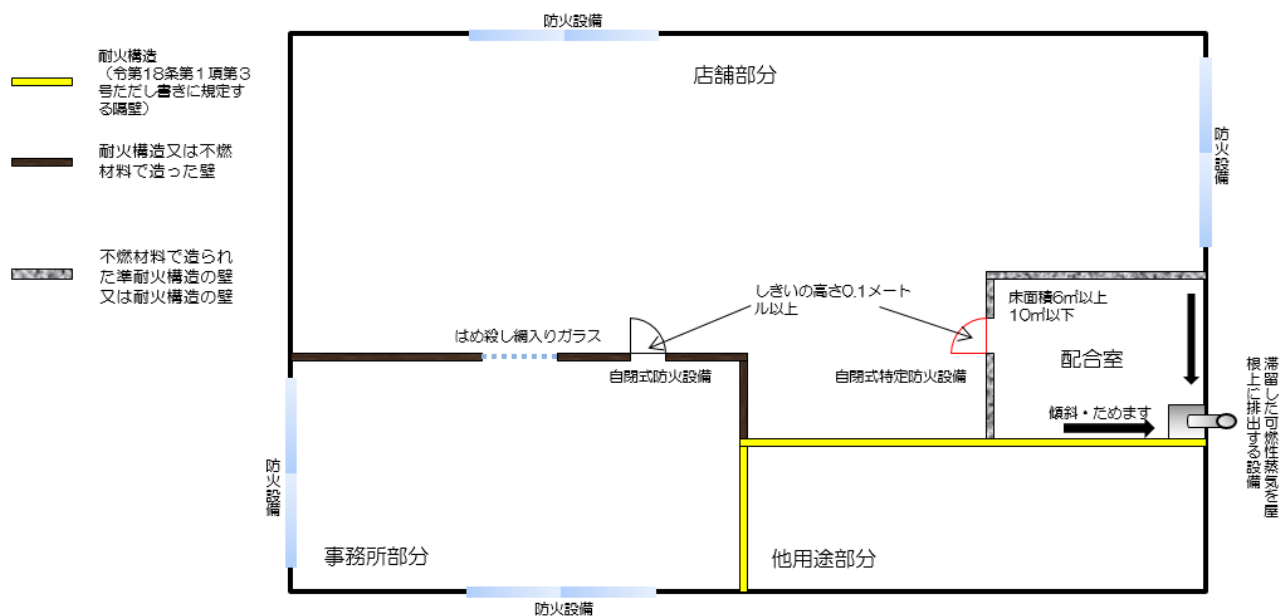 防火設備
耐火構造
(令第18条第1項第3
号ただし書きに規定す
る隔壁)
耐火構造又は不燃
材料で造った壁
不燃材料で造られ
た準耐火構造の壁
又は耐火構造の壁
店舗部分
防火設備
しきいの高さ0.1メート
ル以上
床面積6㎡以上
10㎡以下
はめ殺し網入りガラス
自閉式防火設備
自閉式特定防火設備
配合室
傾斜・ためます
滞留した可燃性蒸気を屋
根上に排出する設備
防火設備
事務所部分
他用途部分
防火設備